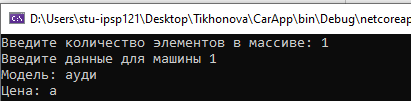 D:\Users\stu-ipsp121\Desktop\Tikhonova\CarApp\bin\Debug\netcoreap
Введите количество элементов в массиве: 1
Введите данные для машины 1
Модель: ауди
Цена: а